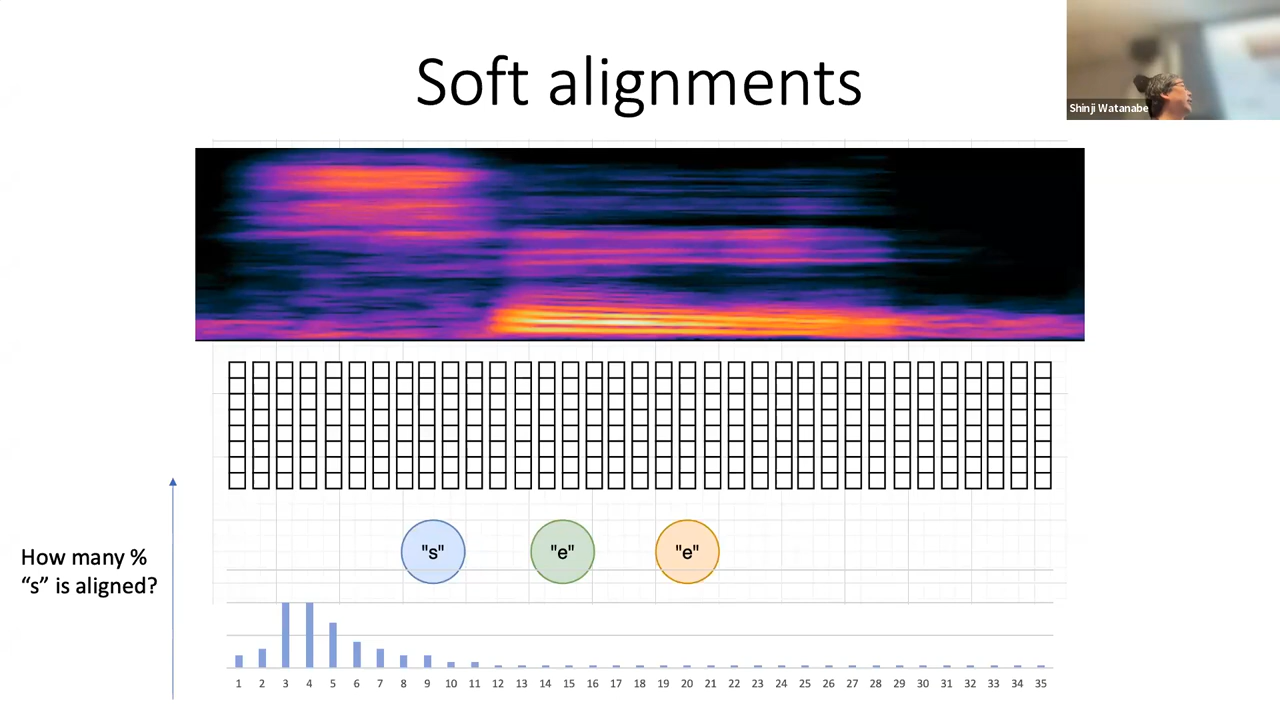 Soft alignments
Shinji Watanabe
"s" "e" "e"
How many %
“s” is aligned?
1 2 3 4 5 6 7 8 9 10 11 12 13 14 15 16 17 18 19 20 21 22 23 24 25 26 27 28 29 30 31 32 33 34 35